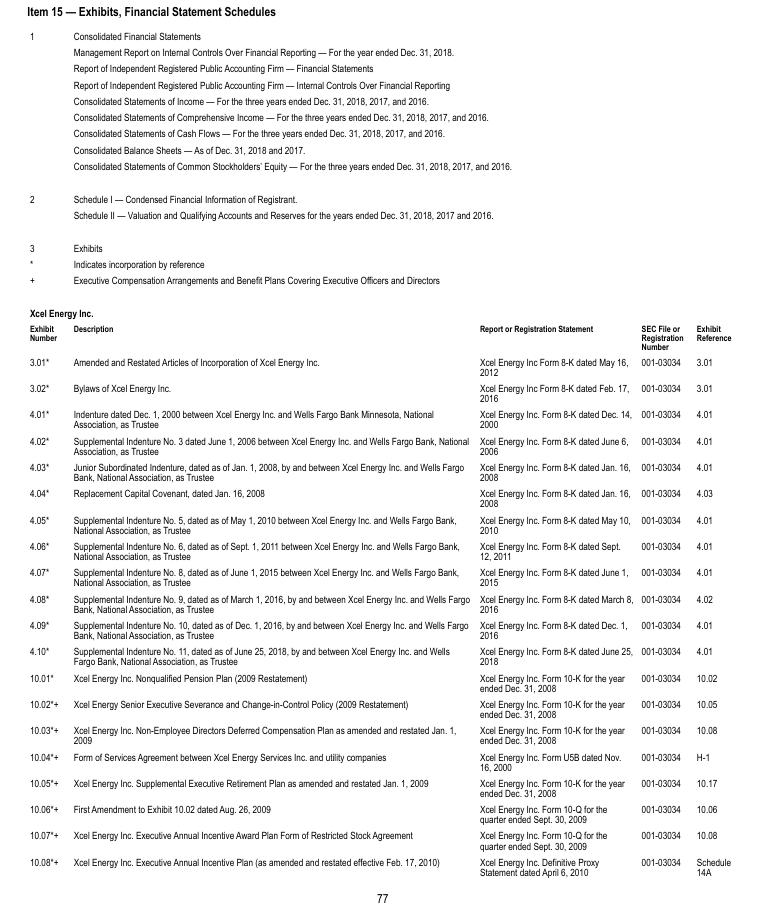 Item 15 — Exhibits, Financial Statement Schedules
1 Consolidated Financial Statements
Management Report on Internal Controls Over Financial Reporting — For the year ended Dec. 31, 2018.
Report of Independent Registered Public Accounting Firm — Financial Statements
Report of Independent Registered Public Accounting Firm — Internal Controls Over Financial Reporting
Consolidated Statements of Income — For the three years ended Dec. 31, 2018, 2017, and 2016.
Consolidated Statements of Comprehensive Income — For the three years ended Dec. 31, 2018, 2017, and 2016.
Consolidated Statements of Cash Flows — For the three years ended Dec. 31, 2018, 2017, and 2016.
Consolidated Balance Sheets — As of Dec. 31, 2018 and 2017.
Consolidated Statements of Common Stockholders' Equity — For the three years ended Dec. 31, 2018, 2017, and 2016.
2 Schedule I — Condensed Financial Information of Registrant.
Schedule II — Valuation and Qualifying Accounts and Reserves for the years ended Dec. 31, 2018, 2017 and 2016.
3 Exhibits
* Indicates incorporation by reference
+ Executive Compensation Arrangements and Benefit Plans Covering Executive Officers and Directors
Xcel Energy Inc.
Exhibit Description Report or Registration Statement SEC File or Exhibit
Number Registration Reference
Number
3.01* Amended and Restated Articles of Incorporation of Xcel Energy Inc. Xcel Energy Inc Form 8-K dated May 16, 001-03034 3.01
2012
3.02* Bylaws of Xcel Energy Inc. Xcel Energy Inc Form 8-K dated Feb. 17, 001-03034 3.01
2016
4.01* Indenture dated Dec. 1, 2000 between Xcel Energy Inc. and Wells Fargo Bank Minnesota, National Xcel Energy Inc. Form 8-K dated Dec. 14, 001-03034 4.01
Association, as Trustee 2000
4.02* Supplemental Indenture No. 3 dated June 1, 2006 between Xcel Energy Inc. and Wells Fargo Bank, National Xcel Energy Inc. Form 8-K dated June 6, 001-03034 4.01
Association, as Trustee 2006
4.03* Junior Subordinated Indenture, dated as of Jan. 1, 2008, by and between Xcel Energy Inc. and Wells Fargo Xcel Energy Inc. Form 8-K dated Jan. 16, 001-03034 4.01
Bank, National Association, as Trustee 2008
4.04* Replacement Capital Covenant, dated Jan. 16, 2008 Xcel Energy Inc. Form 8-K dated Jan. 16, 001-03034 4.03
2008
4.05* Supplemental Indenture No. 5, dated as of May 1, 2010 between Xcel Energy Inc. and Wells Fargo Bank, Xcel Energy Inc. Form 8-K dated May 10, 001-03034 4.01
National Association, as Trustee 2010
4.06* Supplemental Indenture No. 6, dated as of Sept. 1, 2011 between Xcel Energy Inc. and Wells Fargo Bank, Xcel Energy Inc. Form 8-K dated Sept. 001-03034 4.01
National Association, as Trustee 12, 2011
4.07* Supplemental Indenture No. 8, dated as of June 1, 2015 between Xcel Energy Inc. and Wells Fargo Bank, Xcel Energy Inc. Form 8-K dated June 1, 001-03034 4.01
National Association, as Trustee 2015
4.08* Supplemental Indenture No. 9, dated as of March 1, 2016, by and between Xcel Energy Inc. and Wells Fargo Xcel Energy Inc. Form 8-K dated March 8, 001-03034 4.02
Bank, National Association, as Trustee 2016
4.09* Supplemental Indenture No. 10, dated as of Dec. 1, 2016, by and between Xcel Energy Inc. and Wells Fargo Xcel Energy Inc. Form 8-K dated Dec. 1, 001-03034 4.01
Bank, National Association, as Trustee 2016
4.10* Supplemental Indenture No. 11, dated as of June 25, 2018, by and between Xcel Energy Inc. and Wells Xcel Energy Inc. Form 8-K dated June 25, 001-03034 4.01
Fargo Bank, National Association, as Trustee 2018
10.01* Xcel Energy Inc. Nonqualified Pension Plan (2009 Restatement) Xcel Energy Inc. Form 10-K for the year 001-03034 10.02
ended Dec. 31, 2008
10.02*+ Xcel Energy Senior Executive Severance and Change-in-Control Policy (2009 Restatement) Xcel Energy Inc. Form 10-K for the year 001-03034 10.05
ended Dec. 31, 2008
10.03*+ Xcel Energy Inc. Non-Employee Directors Deferred Compensation Plan as amended and restated Jan. 1, Xcel Energy Inc. Form 10-K for the year 001-03034 10.08
2009 ended Dec. 31, 2008
10.04*+ Form of Services Agreement between Xcel Energy Services Inc. and utility companies Xcel Energy Inc. Form U5B dated Nov. 001-03034 H-1
16, 2000
10.05*+ Xcel Energy Inc. Supplemental Executive Retirement Plan as amended and restated Jan. 1, 2009 Xcel Energy Inc. Form 10-K for the year 001-03034 10.17
ended Dec. 31, 2008
10.06*+ First Amendment to Exhibit 10.02 dated Aug. 26, 2009 Xcel Energy Inc. Form 10-Q for the 001-03034 10.06
quarter ended Sept. 30, 2009
10.07*+ Xcel Energy Inc. Executive Annual Incentive Award Plan Form of Restricted Stock Agreement Xcel Energy Inc. Form 10-Q for the 001-03034 10.08
quarter ended Sept. 30, 2009
10.08*+ Xcel Energy Inc. Executive Annual Incentive Plan (as amended and restated effective Feb. 17, 2010) Xcel Energy Inc. Definitive Proxy 001-03034 Schedule
Statement dated April 6, 2010 14A
77